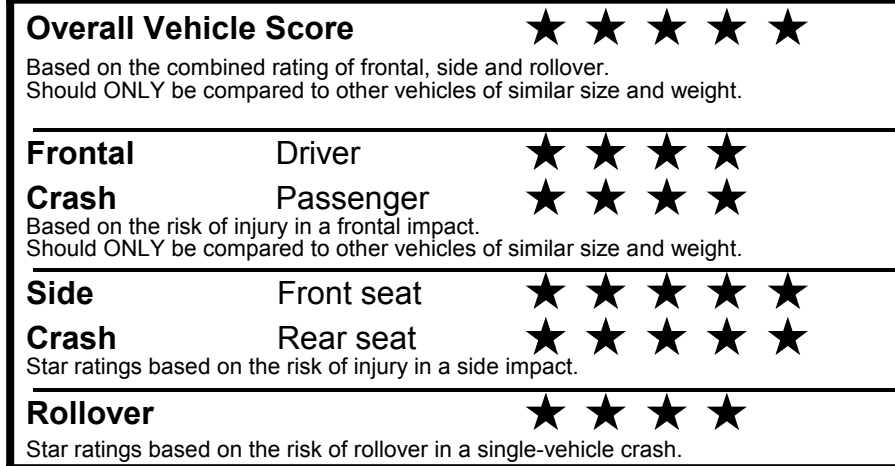 Overall Vehicle Score ★ ★ ★ ★ ★
Based on the combined rating of frontal, side and rollover.
Should ONLY be compared to other vehicles of similar size and weight.
Frontal Driver ★ ★ ★ ★
Crash Passenger ★ ★ ★ ★
Based on the risk of injury in a frontal impact.
Should ONLY be compared to other vehicles of similar size and weight.
Side Front seat ★ ★ ★ ★ ★
Crash Rear seat ★ ★ ★ ★ ★
Star ratings based on the risk of injury in a side impact.
Rollover ★ ★ ★ ★
Star ratings based on the risk of rollover in a single-vehicle crash.